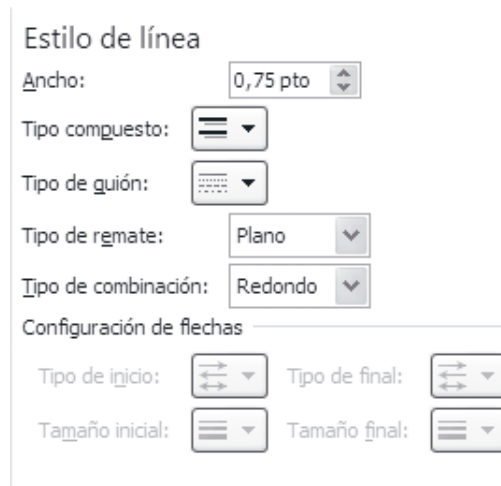 Estilo de línea
Ancho: 0,75 pto
Tipo compuesto:
Tipo de guión:
Tipo de remate: Plano
Tipo de combinación: Redondo
Configuración de flechas
Tipo de inicio: Tipo de final:
Tamaño inicial: Tamaño final: